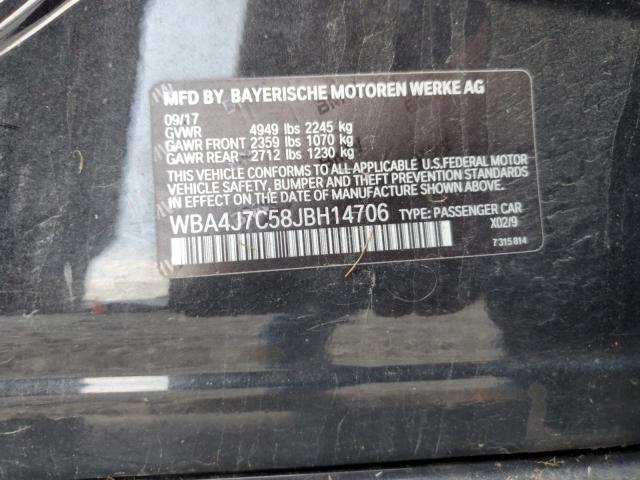 MFD BY BAYERISCHE MOTOREN WERKE AG
09/17
GVWR 4949 lbs 2245 kg
GAWR FRONT 2359 lbs 1070 kg
GAWR REAR - 2712 lbs 1230 kg
THIS VEHICLE CONFORMS TO ALL APPLICABLE U.S.FEDERAL MOTOR
VEHICLE SAFETY, BUMPER AND THEFT PREVENTION STANDARDS
IN EFFECT ON THE DATE OF MANUFACTURE SHOWN ABOVE.
WBA4J7C58JBH14706 TYPE: PASSENGER CAR
X02/9
7 315 814